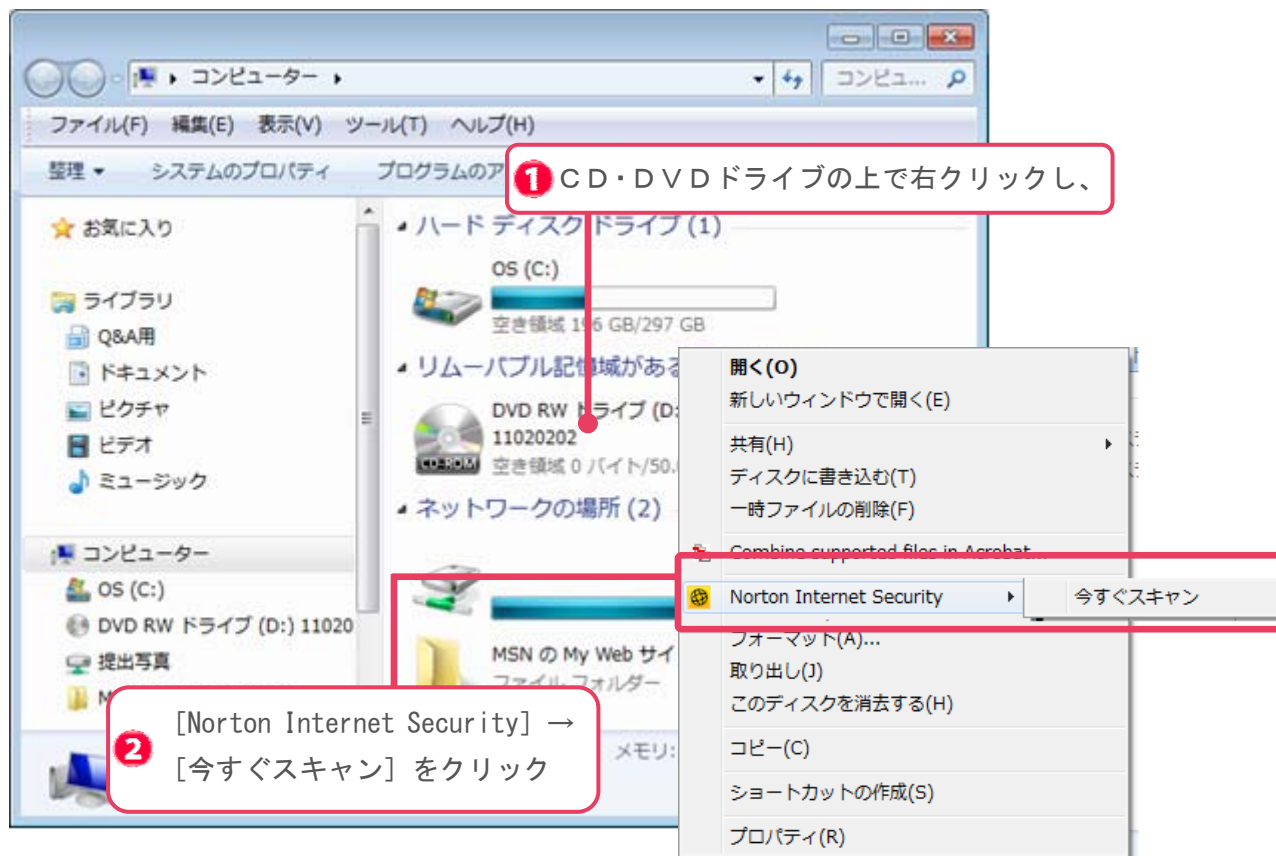 コンピューター
コンピュ...
ファイル(F) 編集(E) 表示(V) ツール(T) ヘルプ(H)
整理 システムのプロパティ プログラムのア
❶ CD・DVDドライブの上で右クリックし、
お気に入り
ライブラリ
Q&A用
ドキュメント
ピクチャ
ビデオ
ミュージック
コンピューター
OS (C:)
DVD RW ドライブ (D:) 11020
提出写真
M
ハード ディスク ドライブ (1)
OS (C:)
空き領域 196 GB/297 GB
リムーバブル記憶域がある
DVD RW ドライブ (D:
11020202
CD-ROM
空き領域 0 バイト/50.
ネットワークの場所 (2)
MSN の My Web サイ
ファイル フォルダー
メモリ:
開く(O)
新しいウィンドウで開く(E)
共有(H)
ディスクに書き込む(T)
一時ファイルの削除(F)
Combine supported files in Acrobat...
Norton Internet Security
今すぐスキャン
フォーマット(A)...
取り出し(J)
このディスクを消去する(H)
コピー(C)
ショートカットの作成(S)
プロパティ(R)
❷ [Norton Internet Security] →
[今すぐスキャン] をクリック